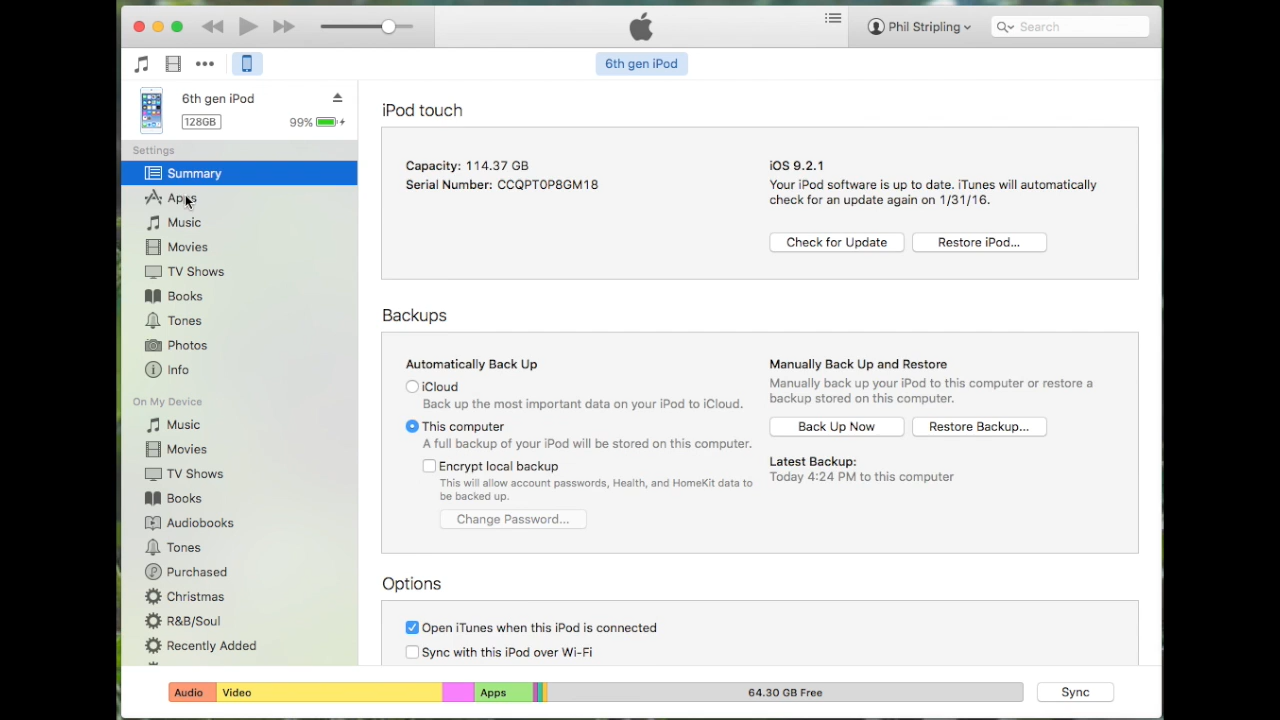 Phil Stripling
Search
6th gen iPod
6th gen iPod
128GB
99%
Settings
Summary
Apps
Music
Movies
TV Shows
Books
Tones
Photos
Info
On My Device
Music
Movies
TV Shows
Books
Audiobooks
Tones
Purchased
Christmas
R&B/Soul
Recently Added
iPod touch
Capacity: 114.37 GB
Serial Number: CCQPT0P8GM18
iOS 9.2.1
Your iPod software is up to date. iTunes will automatically
check for an update again on 1/31/16.
Check for Update
Restore iPod...
Backups
Automatically Back Up
iCloud
Back up the most important data on your iPod to iCloud.
This computer
A full backup of your iPod will be stored on this computer.
Encrypt local backup
This will allow account passwords, Health, and HomeKit data to
be backed up.
Change Password...
Manually Back Up and Restore
Manually back up your iPod to this computer or restore a
backup stored on this computer.
Back Up Now
Restore Backup...
Latest Backup:
Today 4:24 PM to this computer
Options
Open iTunes when this iPod is connected
Sync with this iPod over Wi-Fi
Audio
Video
Apps
64.30 GB Free
Sync